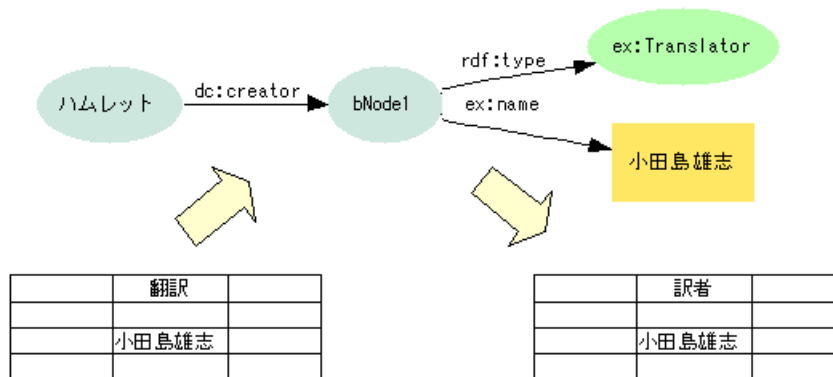 ex:Translator
rdf:type
ハムレット
dc:creator
bNode1
ex:name
小田島雄志
翻訳
小田島雄志
訳者
小田島雄志